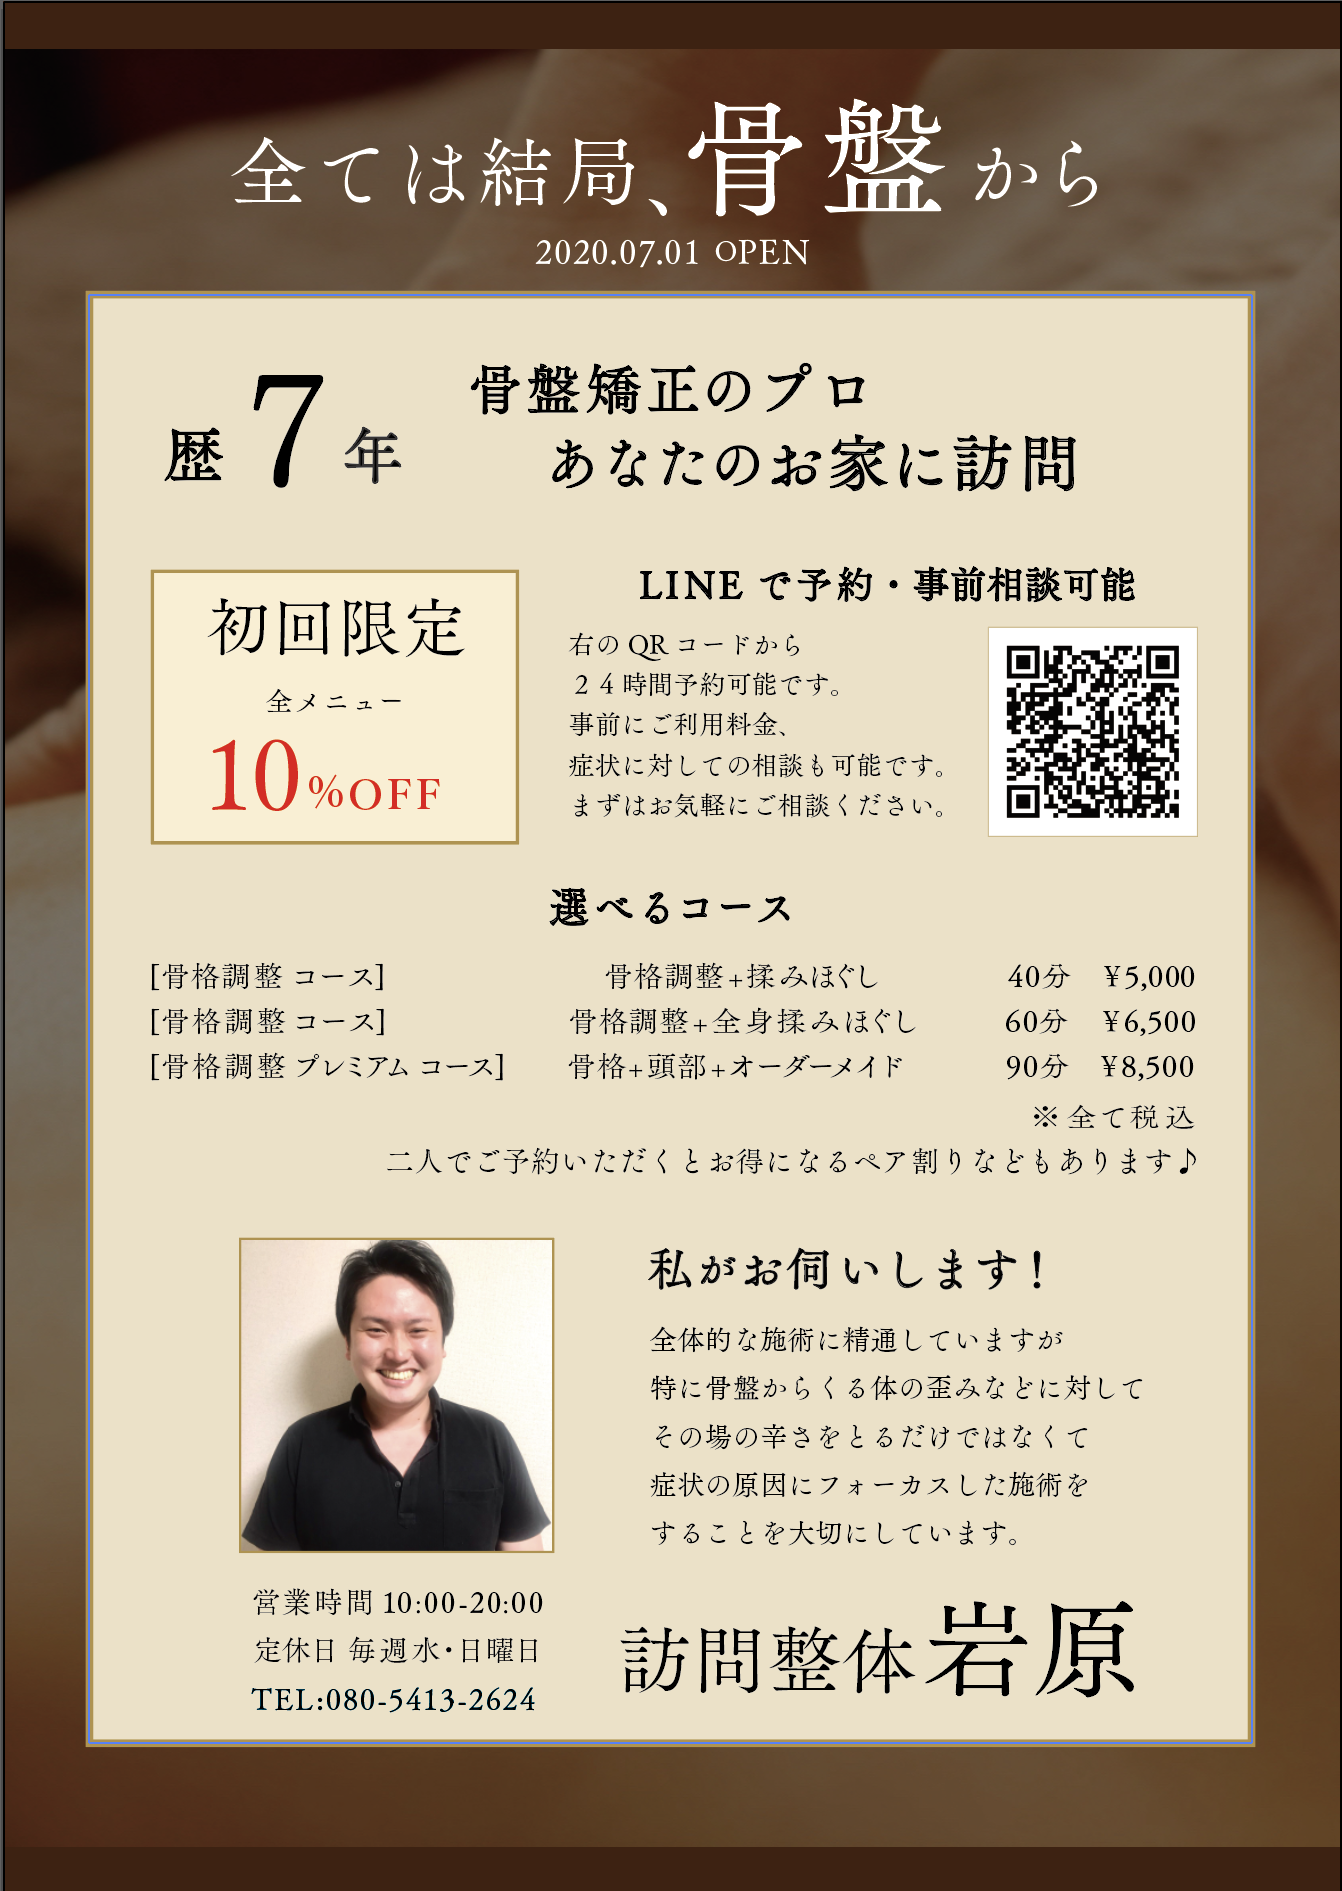 全ては結局、骨盤から
2020.07.01 OPEN
歴7年
骨盤矯正のプロ
あなたのお家に訪問
初回限定
全メニュー
10%OFF
LINE で予約・事前相談可能
右の QR コードから
２４時間予約可能です。
事前にご利用料金、
症状に対しての相談も可能です。
まずはお気軽にご相談ください。
選べるコース
[骨格調整 コース] 骨格調整+揉みほぐし 40分 ¥5,000
[骨格調整 コース] 骨格調整+全身揉みほぐし 60分 ¥6,500
[骨格調整 プレミアム コース] 骨格+頭部+オーダーメイド 90分 ¥8,500
※全て税込
二人でご予約いただくとお得になるペア割りなどもあります♪
私がお伺いします！
全体的な施術に精通していますが
特に骨盤からくる体の歪みなどに対して
その場の辛さをとるだけではなくて
症状の原因にフォーカスした施術を
することを大切にしています。
営業時間 10:00-20:00
定休日 毎週水・日曜日
TEL:080-5413-2624
訪問整体岩原